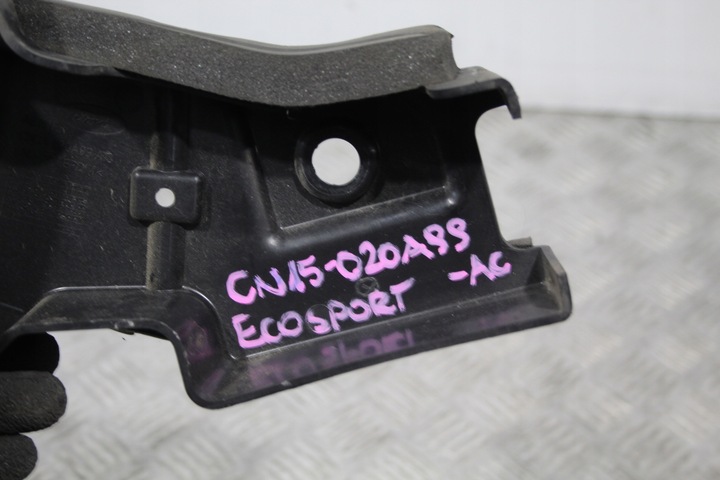 CN15-020A99
-AC
ECOSPORT